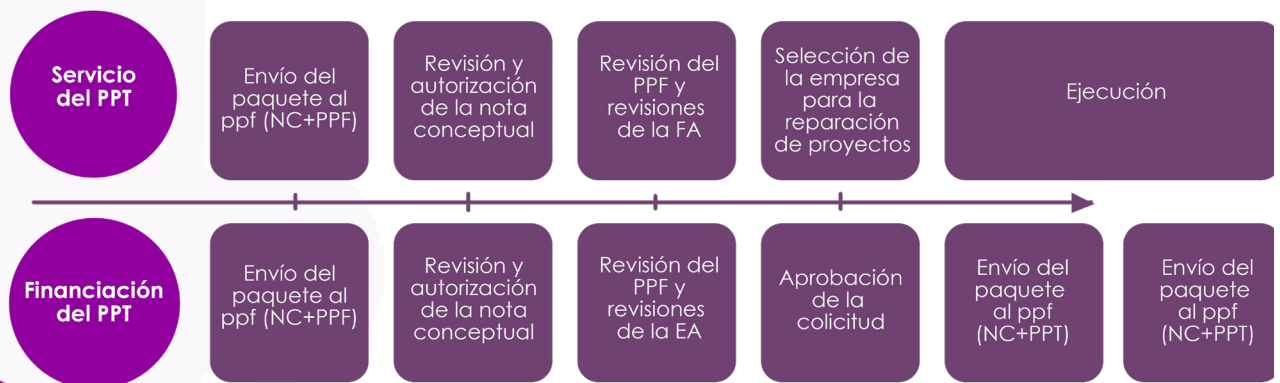 Servicio
del PPT
Envío del
paquete al
ppf (NC+PPF)
Revisión y
autorización
de la nota
conceptual
Revisión del
PPF y
revisiones
de la FA
Selección de
la empresa
para la
reparación
de proyectos
Ejecución
Financiación
del PPT
Envío del
paquete al
ppf (NC+PPF)
Revisión y
autorización
de la nota
conceptual
Revisión del
PPF y
revisiones
de la EA
Aprobación
de la
colicitud
Envío del
paquete
al ppf
(NC+PPT)
Envío del
paquete
al ppf
(NC+PPT)